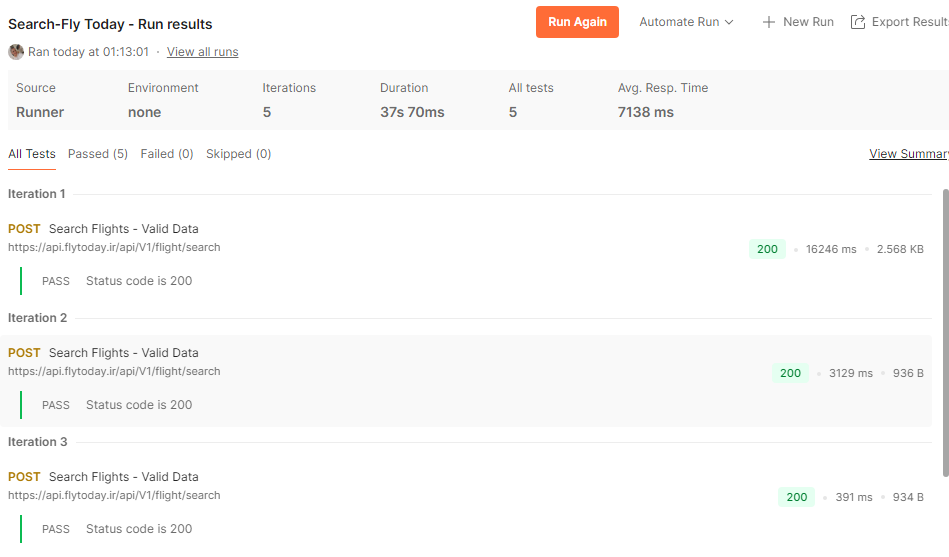 Search-Fly Today - Run results
Run Again
Automate Run
New Run
Export Result
Ran today at 01:13:01 · View all runs
Source Environment Iterations Duration All tests Avg. Resp. Time
Runner none 5 37s 70ms 5 7138 ms
All Tests Passed (5) Failed (0) Skipped (0) View Summar
Iteration 1
POST Search Flights - Valid Data
https://api.flytoday.ir/api/V1/flight/search
200 • 16246 ms • 2.568 KB
PASS Status code is 200
Iteration 2
POST Search Flights - Valid Data
https://api.flytoday.ir/api/V1/flight/search
200 • 3129 ms • 936 B
PASS Status code is 200
Iteration 3
POST Search Flights - Valid Data
https://api.flytoday.ir/api/V1/flight/search
200 • 391 ms • 934 B
PASS Status code is 200